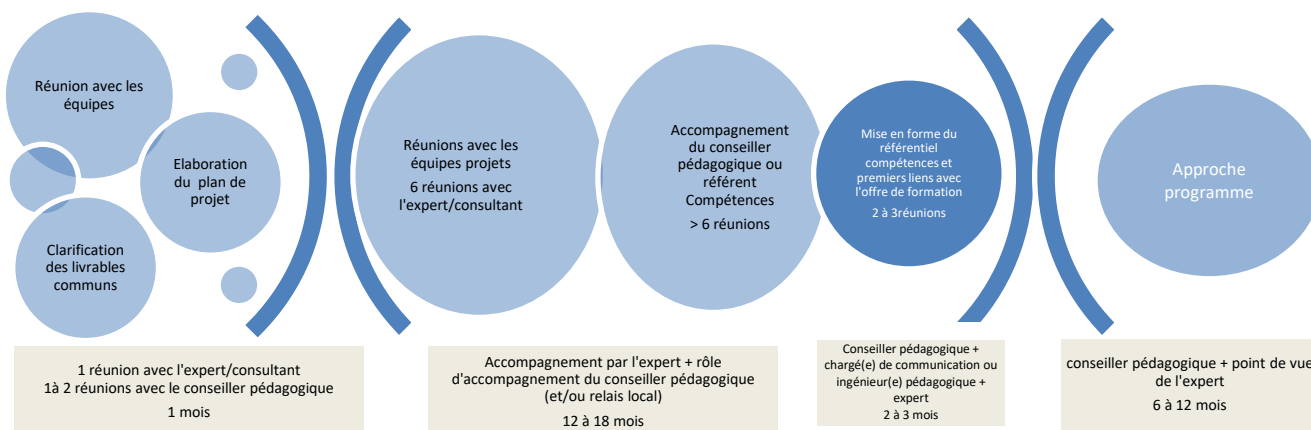 Réunion avec les
équipes
Elaboration
du plan de
projet
Clarification
des livrables
communs
Réunions avec les
équipes projets
6 réunions avec
l'expert/consultant
Accompagnement
du conseiller
pédagogique ou
référent
Compétences
> 6 réunions
Mise en forme du
référentiel
compétences et
premiers liens avec
l'offre de formation
2 à 3réunions
Approche
programme
1 réunion avec l'expert/consultant
1à 2 réunions avec le conseiller pédagogique
1 mois
Accompagnement par l'expert + rôle
d'accompagnement du conseiller pédagogique
(et/ou relais local)
12 à 18 mois
Conseiller pédagogique +
chargé(e) de communication ou
ingénieur(e) pédagogique +
expert
2 à 3 mois
conseiller pédagogique + point de vue
de l'expert
6 à 12 mois